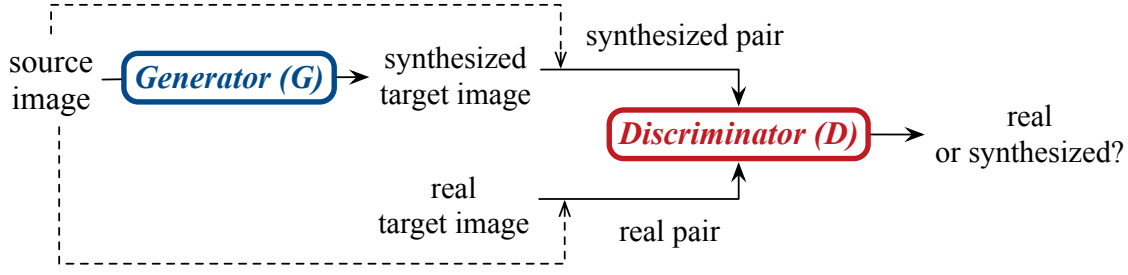 source
image
Generator (G)
synthesized
target image
synthesized pair
Discriminator (D)
real
or synthesized?
real
target image
real pair